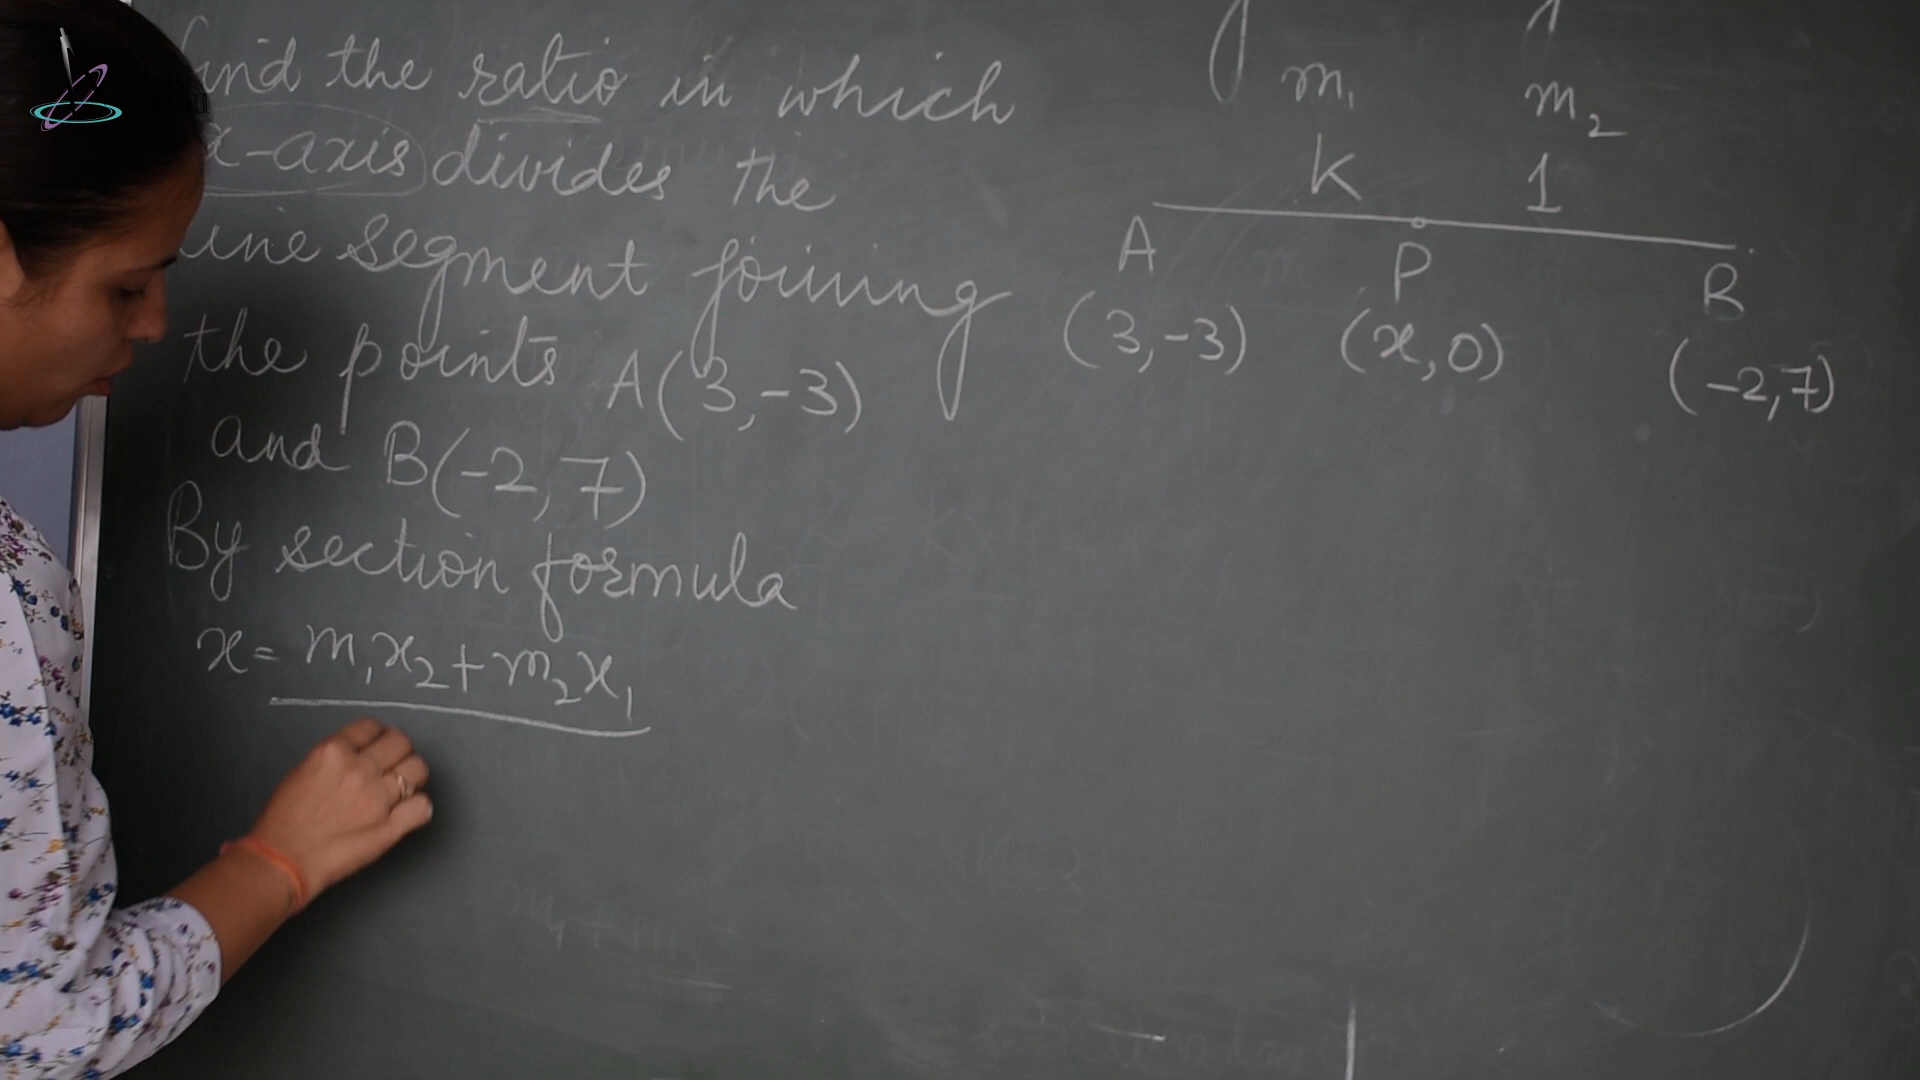 find the ratio in which
x-axis divides the
line segment joining
the points A(3,-3)
and B(-2,7)
By section formula
x = m₁x₂ + m₂x₁
m₁ m₂
k 1
A P B
(3,-3) (x,0) (-2,7)